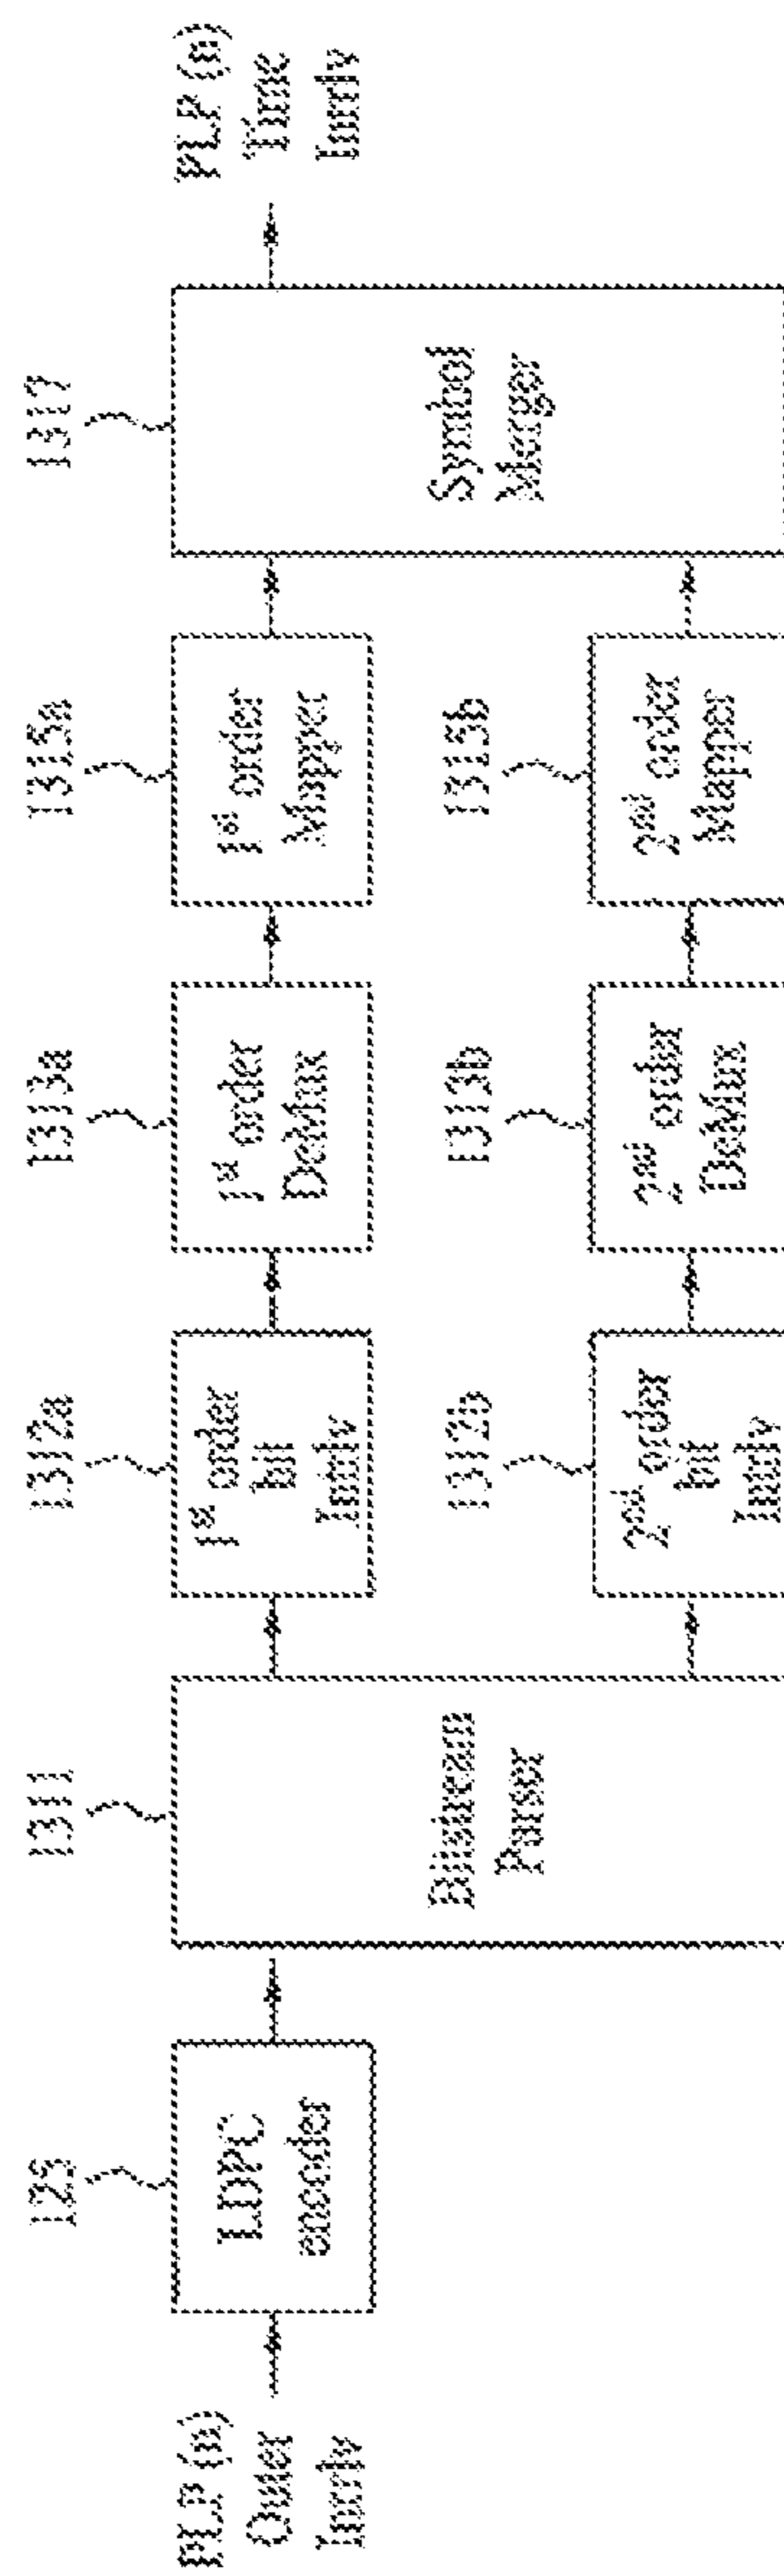 PLP (n)
Outer
Intrlv
125
LDPC
encoder
1311
Bitstream
Parser
1312a
1st order
bit
Intrlv
1312b
2nd order
bit
Intrlv
1313a
1st order
DeMux
1313b
2nd order
DeMux
1315a
1st order
Mapper
1315b
2nd order
Mapper
1317
Symbol
Merger
PLP (n)
Time
Intrlv